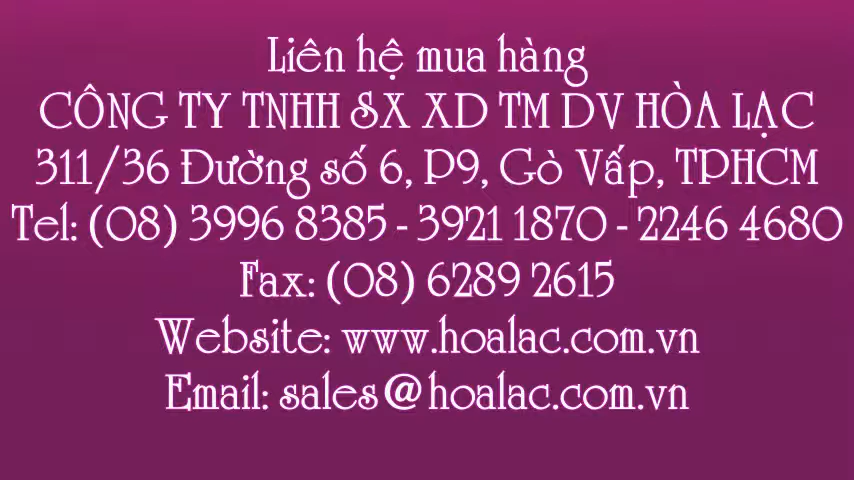 Liên hệ mua hàng
CÔNG TY TNHH SX XD TM DV HÒA LẠC
311/36 Đường số 6, P9, Gò Vấp, TPHCM
Tel: (08) 3996 8385 - 3921 1870 - 2246 4680
Fax: (08) 6289 2615
Website: www.hoalac.com.vn
Email: sales@hoalac.com.vn